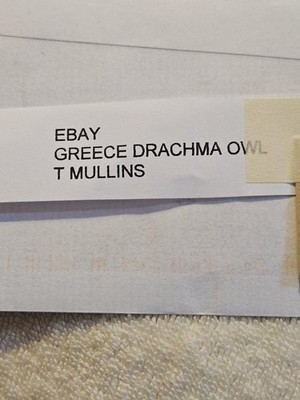 EBAY
GREECE DRACHMA OWL
T MULLINS